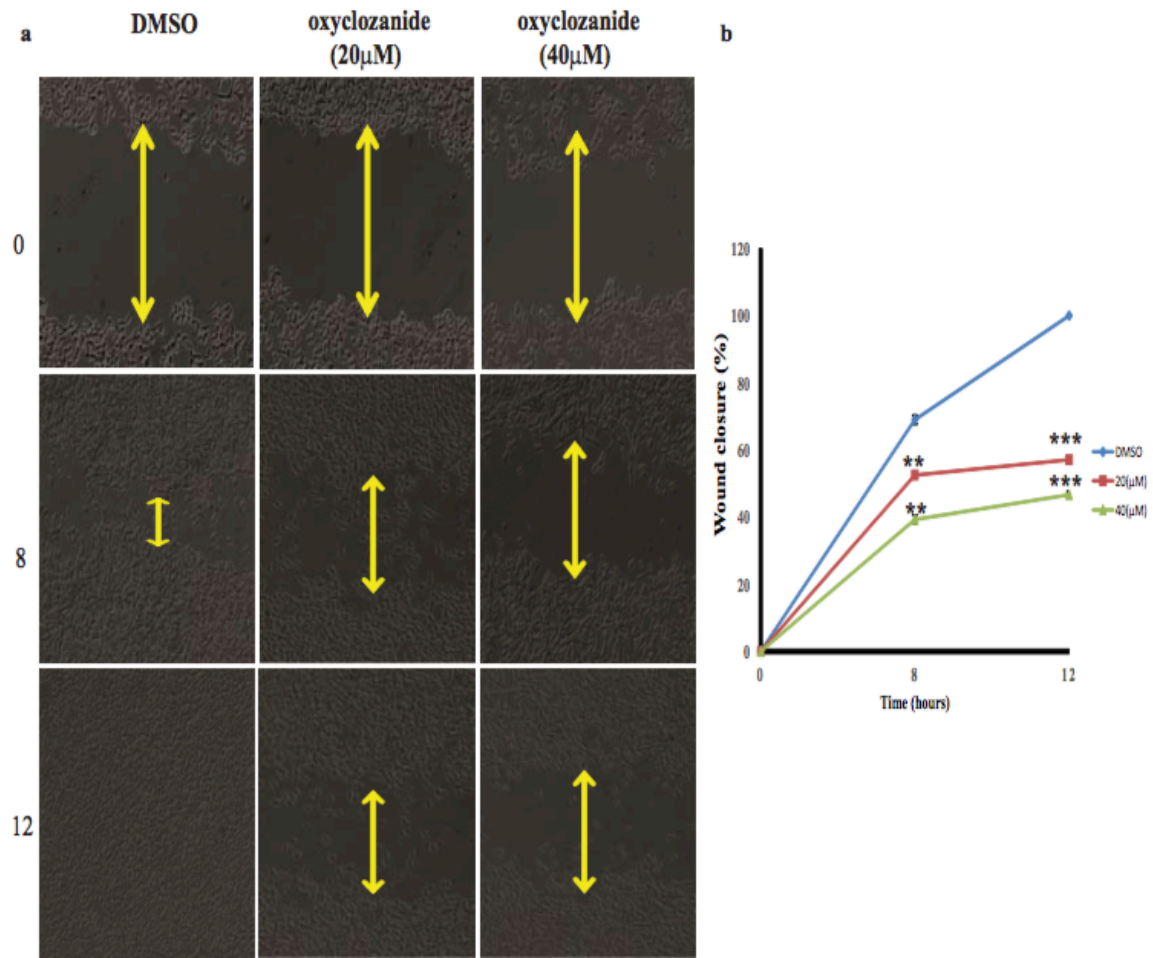 a
DMSO
oxyclozanide
(20μM)
oxyclozanide
(40μM)
0
8
12
b
120
100
80
60
40
20
0
Wound closure (%)
**
**
***
***
DMSO
20(μM)
40(μM)
0
8
12
Time (hours)